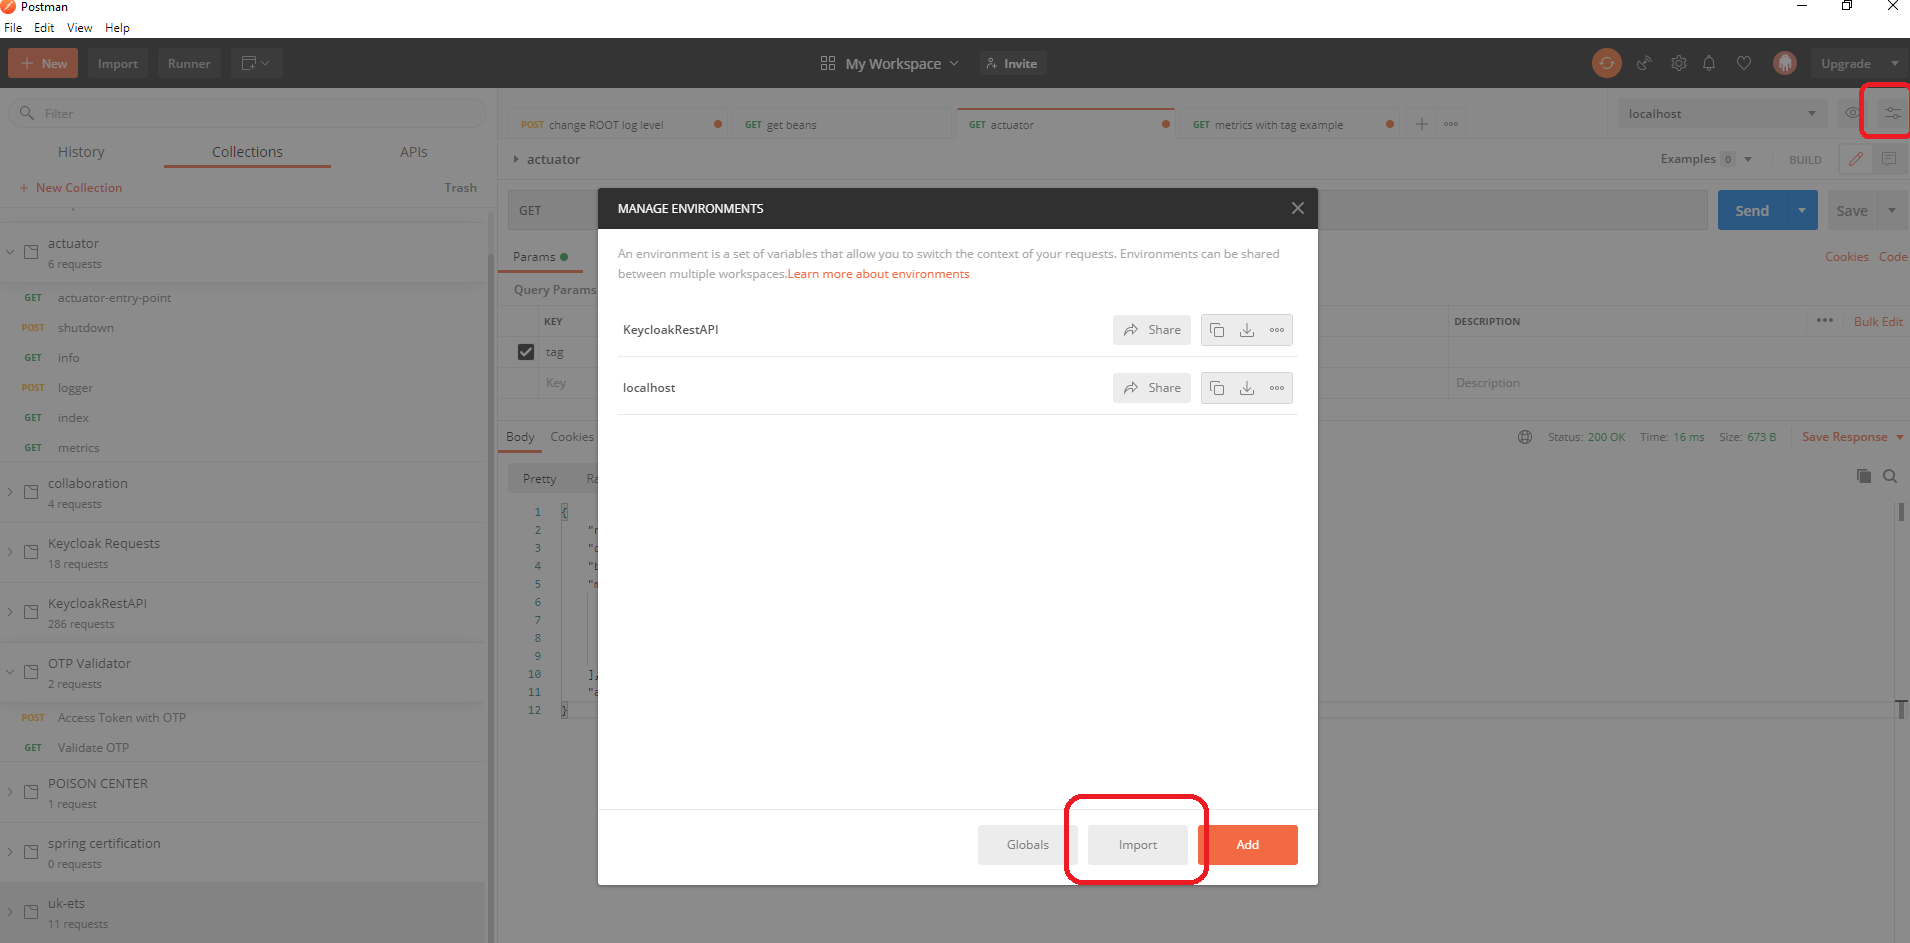 Postman
File Edit View Help
New Import Runner My Workspace Invite Upgrade
Filter
History Collections APIs
New Collection Trash
actuator
6 requests
GET actuator-entry-point
POST shutdown
GET info
POST logger
GET index
GET metrics
collaboration
4 requests
Keycloak Requests
18 requests
KeycloakRestAPI
286 requests
OTP Validator
2 requests
POST Access Token with OTP
GET Validate OTP
POISON CENTER
1 request
spring certification
0 requests
uk-ets
11 requests
POST change ROOT log level GET get beans GET actuator GET metrics with tag example
localhost
actuator Examples 0 BUILD
GET Send Save
Params Cookies Code
Query Params
KEY DESCRIPTION Bulk Edit
tag
Key Description
Body Cookies Status: 200 OK Time: 16 ms Size: 673 B Save Response
Pretty Ra
1 {
2 "
3 "
4 "
5 "
6
7
8
9
10 ],
11 "a
12 }
MANAGE ENVIRONMENTS
An environment is a set of variables that allow you to switch the context of your requests. Environments can be shared
between multiple workspaces.Learn more about environments
KeycloakRestAPI Share
localhost Share
Globals Import Add